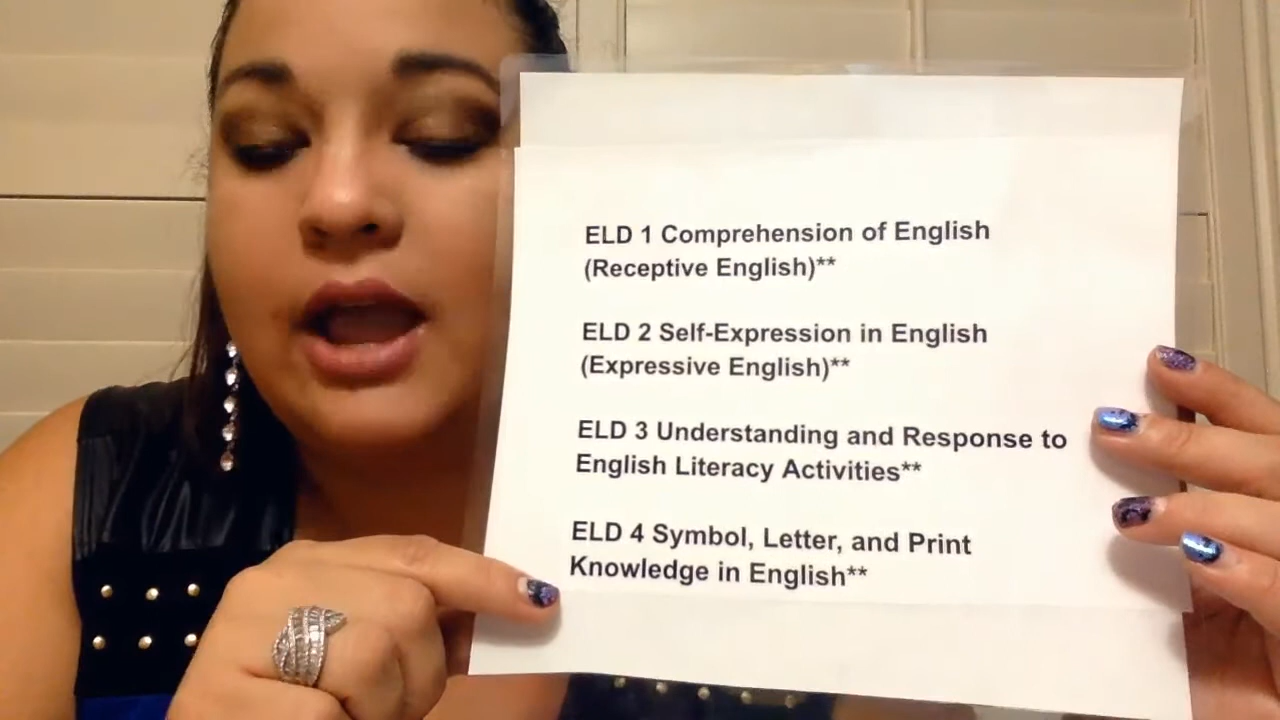 ELD 1 Comprehension of English
(Receptive English)**
ELD 2 Self-Expression in English
(Expressive English)**
ELD 3 Understanding and Response to
English Literacy Activities**
ELD 4 Symbol, Letter, and Print
Knowledge in English**